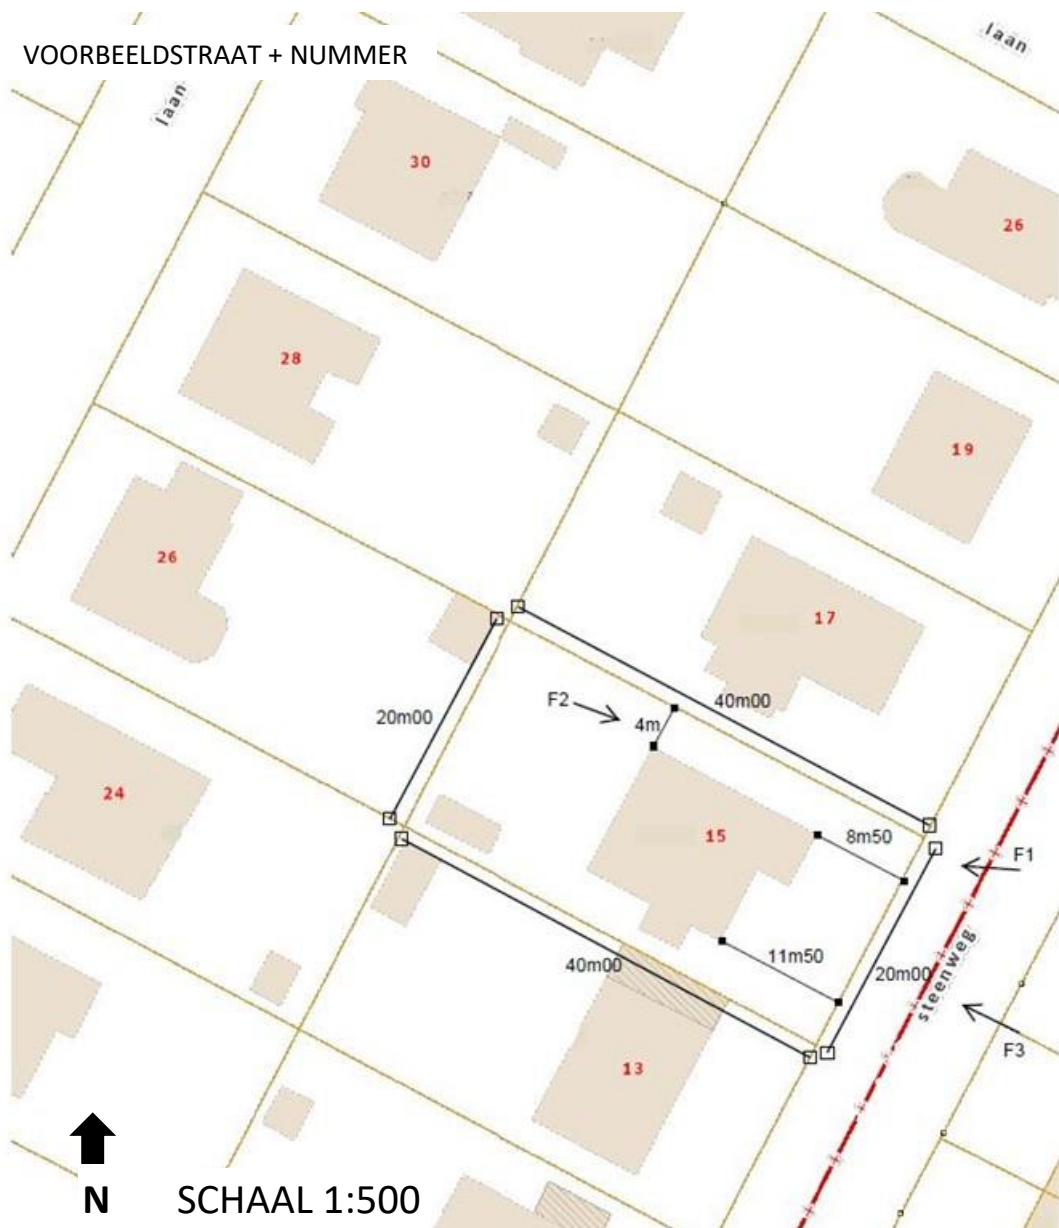 VOORBEELDSTRAAT + NUMMER
laan
laan
30
26
28
19
26
17
F2
40m00
20m00
4m
24
15
8m50
F1
11m50
40m00
20m00
steenweg
F3
13
N
SCHAAL 1:500